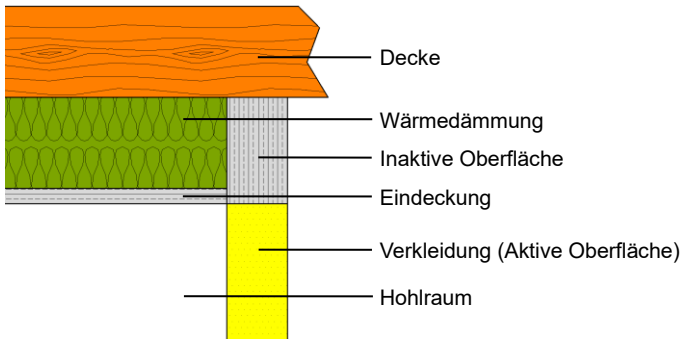 Decke
Wärmedämmung
Inaktive Oberfläche
Eindeckung
Verkleidung (Aktive Oberfläche)
Hohlraum